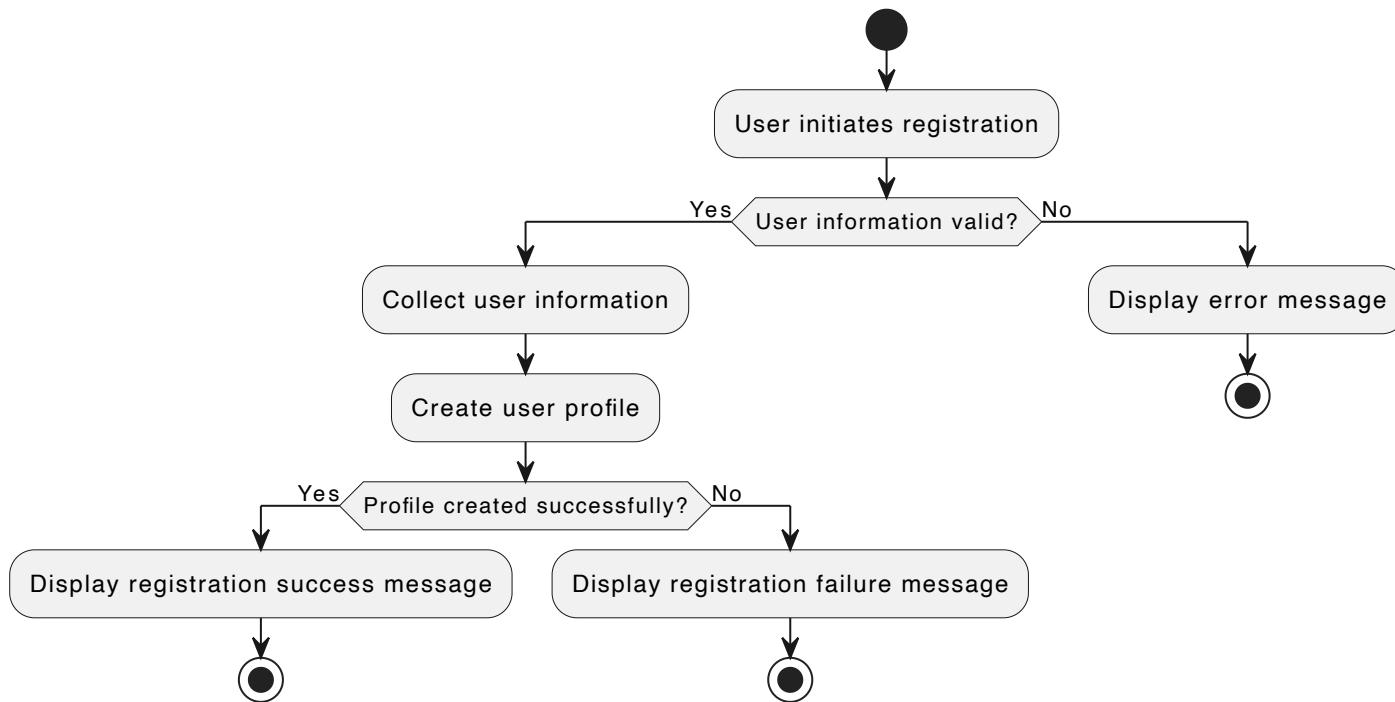 User initiates registration
Yes
User information valid?
No
Collect user information
Display error message
Create user profile
Yes
Profile created successfully?
No
Display registration success message
Display registration failure message